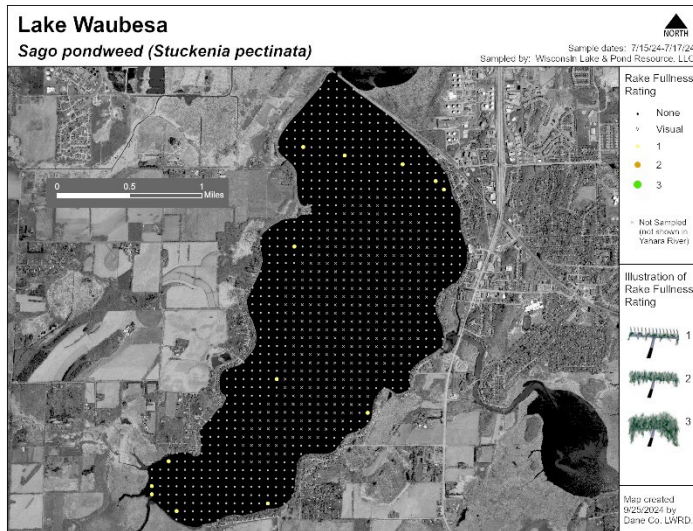 Lake Waubesa
Sago pondweed (Stuckenia pectinata)
NORTH
Sample dates: 7/15/24-7/17/24
Sampled by: Wisconsin Lake & Pond Resource, LLC
0 0.5 1
Miles
Rake Fullness
Rating
None
Visual
1
2
3
Not Sampled
(not shown in
Yahara River)
Illustration of
Rake Fullness
Rating
1
2
3
Map created
9/25/2024 by
Dane Co. LWRD